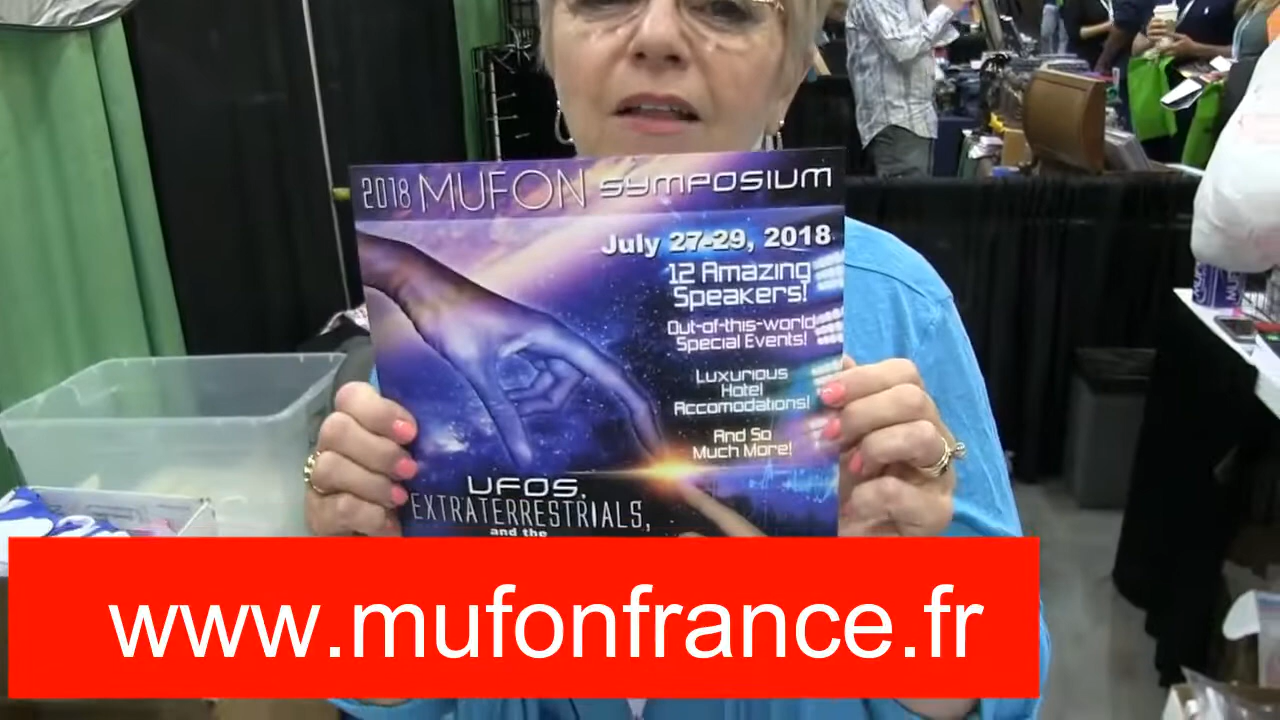 2018 MUFON SYMPOSIUM
July 27-29, 2018
12 Amazing
Speakers!
Out-of-this-world
Special Events!
Luxurious
Hotel
Accomodations!
And So
Much More!
UFOS,
EXTRATERRESTRIALS,
and the
www.mufonfrance.fr